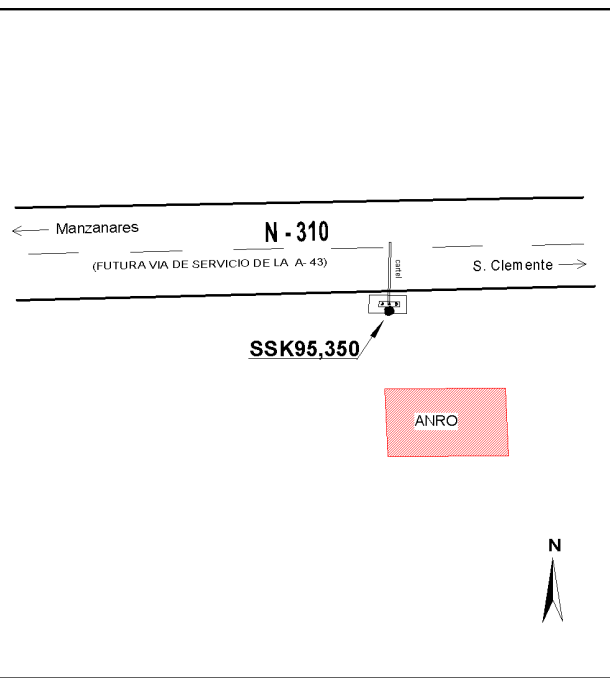 Manzanares
N - 310
(FUTURA VIA DE SERVICIO DE LA A- 43)
cartel
S. Clemente
SSK95,350
ANRO
N